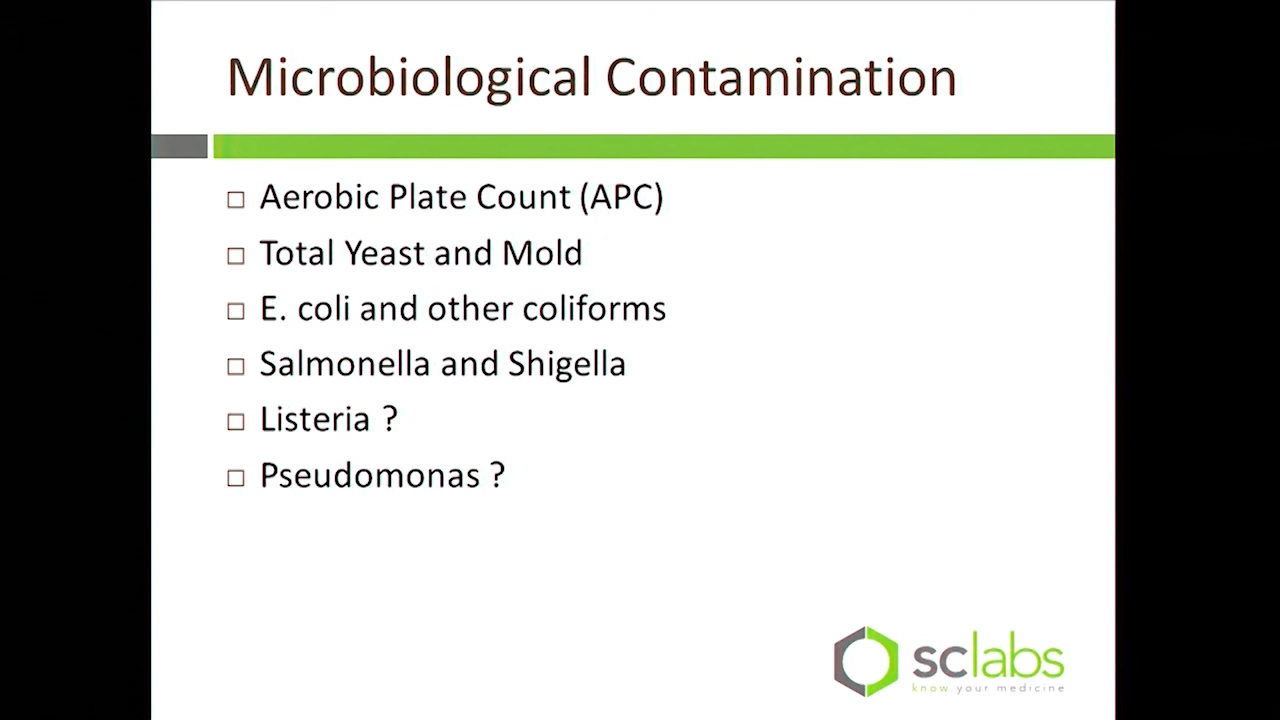 Microbiological Contamination
Aerobic Plate Count (APC)
Total Yeast and Mold
E. coli and other coliforms
Salmonella and Shigella
Listeria ?
Pseudomonas ?
sclabs
know your medicine